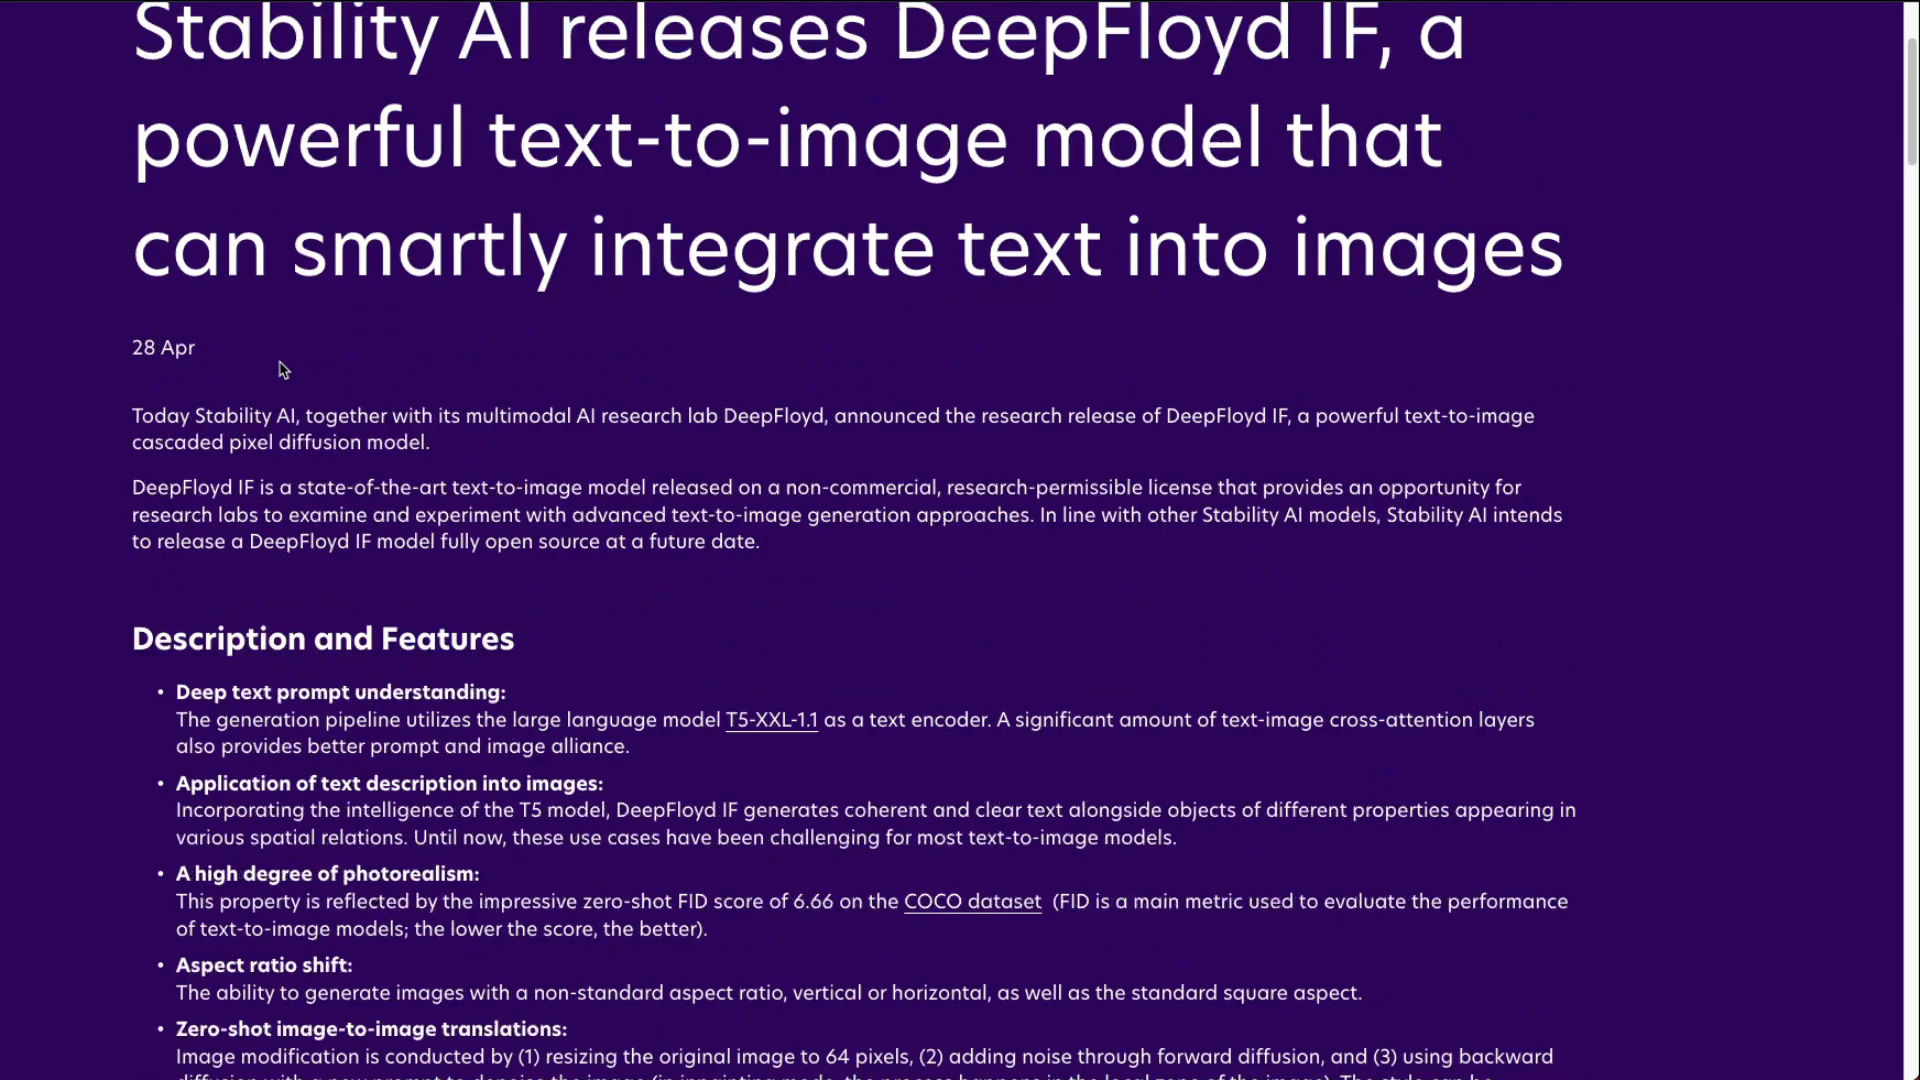 Stability AI releases DeepFloyd IF, a
powerful text-to-image model that
can smartly integrate text into images
28 Apr
Today Stability AI, together with its multimodal AI research lab DeepFloyd, announced the research release of DeepFloyd IF, a powerful text-to-image
cascaded pixel diffusion model.
DeepFloyd IF is a state-of-the-art text-to-image model released on a non-commercial, research-permissible license that provides an opportunity for
research labs to examine and experiment with advanced text-to-image generation approaches. In line with other Stability AI models, Stability AI intends
to release a DeepFloyd IF model fully open source at a future date.
Description and Features
• Deep text prompt understanding:
The generation pipeline utilizes the large language model T5-XXL-1.1 as a text encoder. A significant amount of text-image cross-attention layers
also provides better prompt and image alliance.
• Application of text description into images:
Incorporating the intelligence of the T5 model, DeepFloyd IF generates coherent and clear text alongside objects of different properties appearing in
various spatial relations. Until now, these use cases have been challenging for most text-to-image models.
• A high degree of photorealism:
This property is reflected by the impressive zero-shot FID score of 6.66 on the COCO dataset (FID is a main metric used to evaluate the performance
of text-to-image models; the lower the score, the better).
• Aspect ratio shift:
The ability to generate images with a non-standard aspect ratio, vertical or horizontal, as well as the standard square aspect.
• Zero-shot image-to-image translations:
Image modification is conducted by (1) resizing the original image to 64 pixels, (2) adding noise through forward diffusion, and (3) using backward